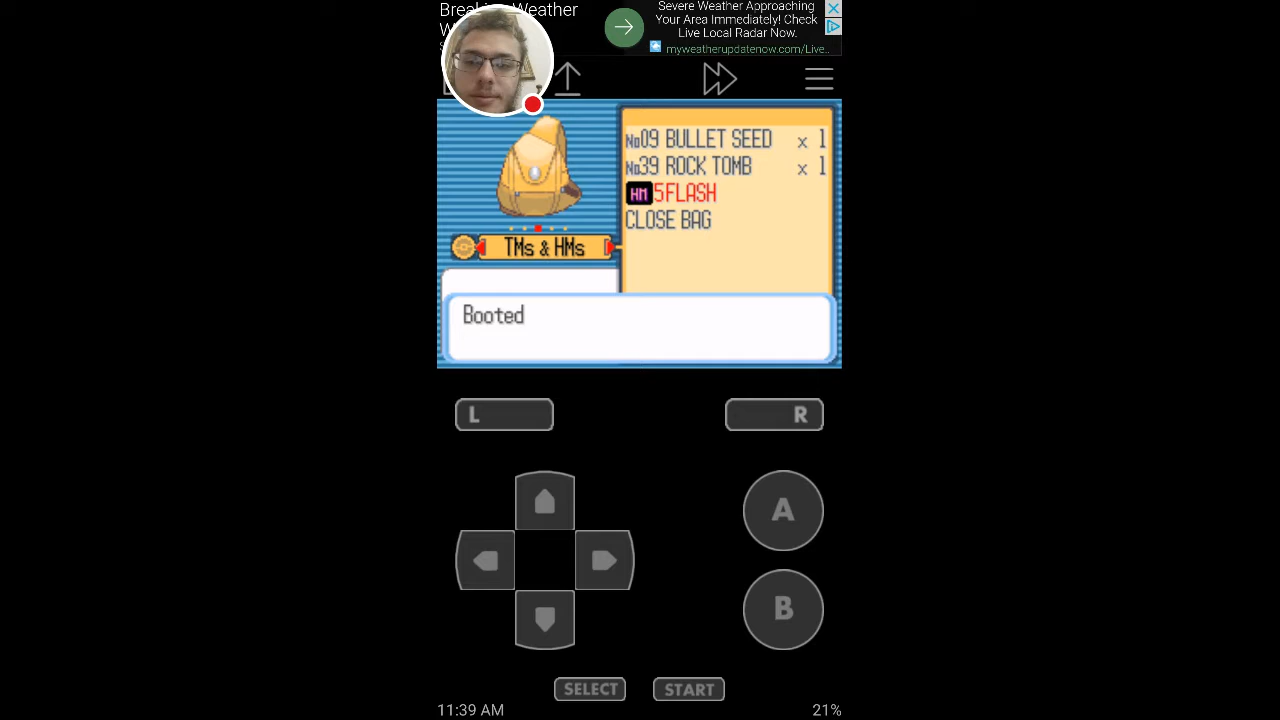 Severe Weather Approaching
Your Area Immediately! Check
Live Local Radar Now.
myweatherupdatenow.com/Live..
Weather
№09 BULLET SEED x 1
№39 ROCK TOMB x 1
HM 5FLASH
CLOSE BAG
TMs & HMs
Booted
L
R
A
B
SELECT
START
11:39 AM
21%